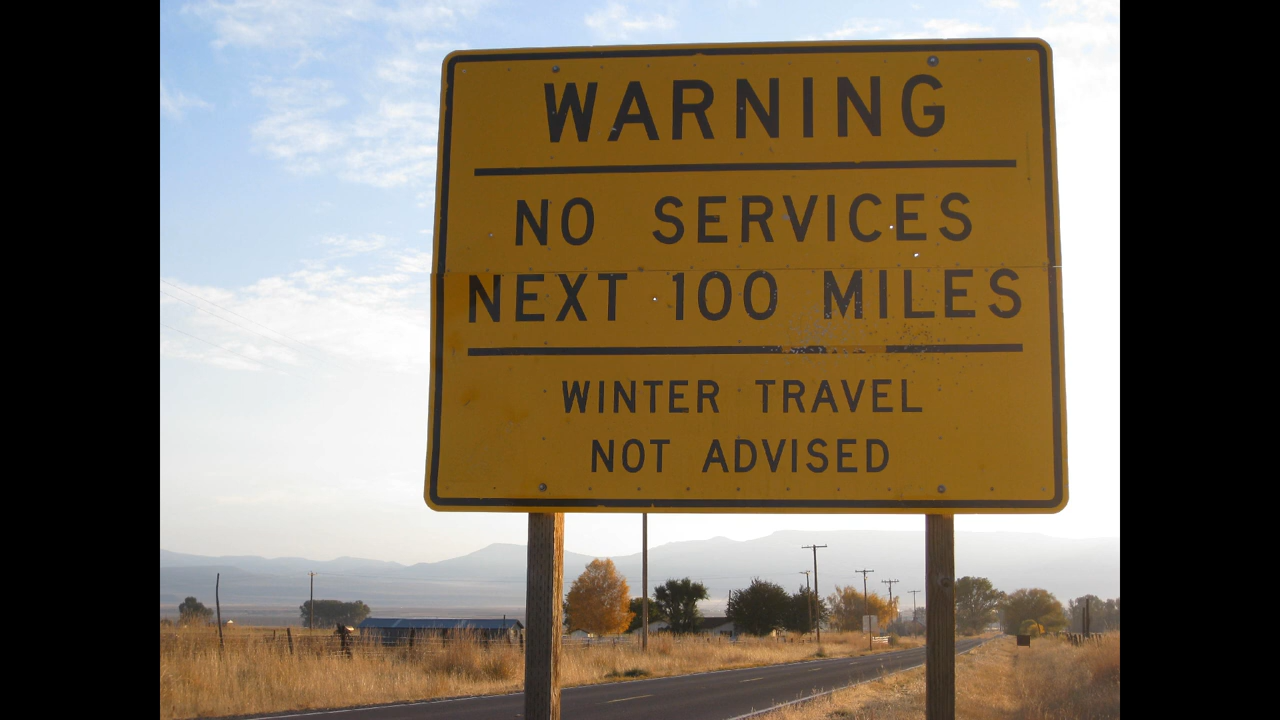 WARNING
NO SERVICES
NEXT 100 MILES
WINTER TRAVEL
NOT ADVISED